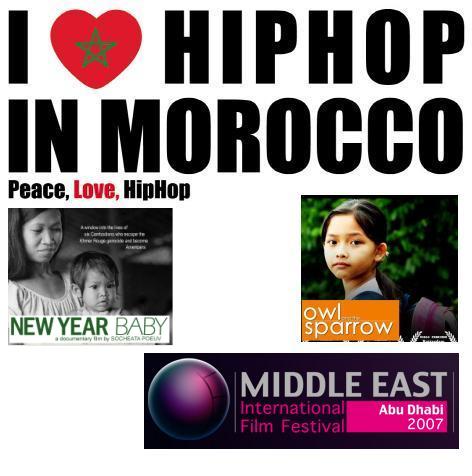 I HIPHOP
IN MOROCCO
Peace, Love, HipHop
A window into the lives of
six Cambodians who escape the
Khmer Rouge genocide and become
Americans.
NEW YEAR BABY
a documentary film by SOCHEATA POEUV
owl
and the
sparrow
MIDDLE EAST
International
Film Festival
Abu Dhabi
2007